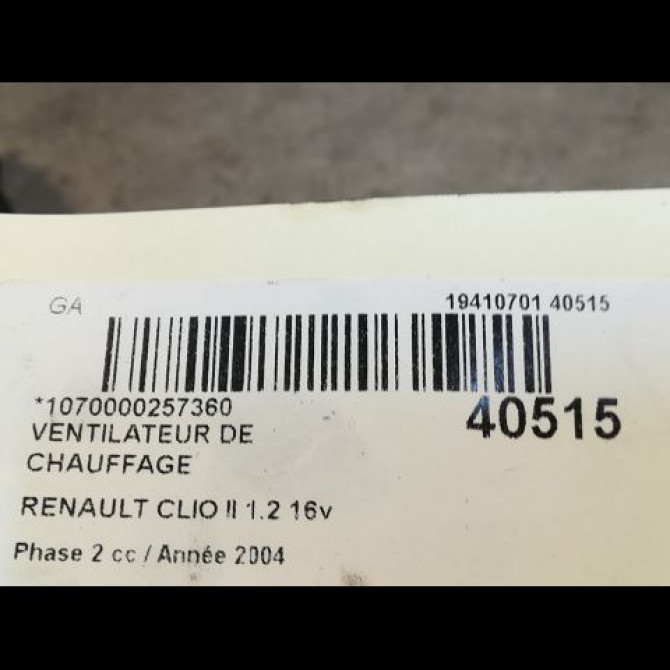 GA
19410701 40515
*1070000257360
40515
VENTILATEUR DE
CHAUFFAGE
RENAULT CLIO II 1.2 16v
Phase 2 cc / Année 2004